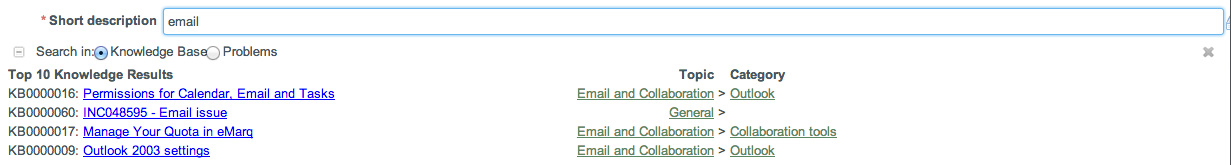 * Short description email
Search in: Knowledge Base Problems
Top 10 Knowledge Results Topic Category
KB0000016: Permissions for Calendar, Email and Tasks Email and Collaboration > Outlook
KB0000060: INC048595 - Email issue General >
KB0000017: Manage Your Quota in eMarq Email and Collaboration > Collaboration tools
KB0000009: Outlook 2003 settings Email and Collaboration > Outlook